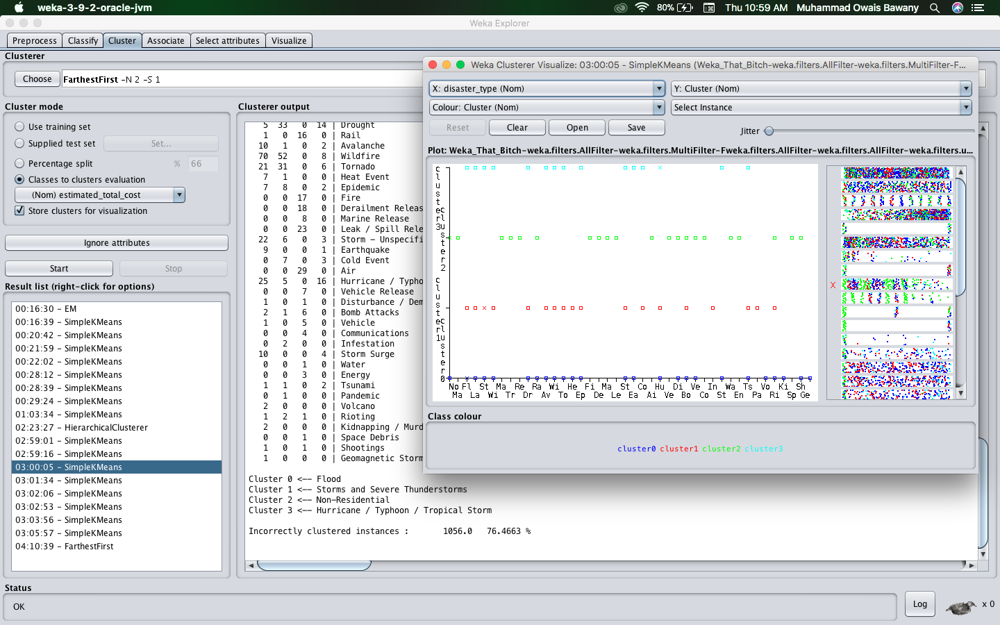 weka-3-9-2-oracle-jvm 80% Thu 10:59 AM Muhammad Owais Bawany
Weka Explorer
Preprocess Classify Cluster Associate Select attributes Visualize
Clusterer
Choose FarthestFirst -N 2 -S 1
Cluster mode
Use training set
Supplied test set Set...
Percentage split % 66
Classes to clusters evaluation
(Nom) estimated_total_cost
Store clusters for visualization
Ignore attributes
Start Stop
Result list (right-click for options)
00:16:30 - EM
00:16:39 - SimpleKMeans
00:20:42 - SimpleKMeans
00:21:59 - SimpleKMeans
00:22:02 - SimpleKMeans
00:28:12 - SimpleKMeans
00:28:39 - SimpleKMeans
00:29:24 - SimpleKMeans
01:03:34 - SimpleKMeans
02:23:27 - HierarchicalClusterer
02:59:01 - SimpleKMeans
02:59:16 - SimpleKMeans
03:00:05 - SimpleKMeans
03:01:34 - SimpleKMeans
03:02:06 - SimpleKMeans
03:02:53 - SimpleKMeans
03:03:56 - SimpleKMeans
03:05:57 - SimpleKMeans
04:10:39 - FarthestFirst
Clusterer output
5 33 0 14 | Drought
1 0 16 0 | Rail
10 1 0 2 | Avalanche
70 52 0 8 | Wildfire
21 31 0 6 | Tornado
7 1 0 0 | Heat Event
7 8 0 2 | Epidemic
0 0 17 0 | Fire
0 0 18 0 | Derailment Releas
0 0 8 0 | Marine Release
0 0 23 0 | Leak / Spill Rele
22 6 0 3 | Storm - Unspecifi
9 0 0 1 | Earthquake
0 7 0 3 | Cold Event
0 0 29 0 | Air
25 5 0 16 | Hurricane / Typho
0 0 7 0 | Vehicle Release
1 0 1 0 | Disturbance / Dem
2 1 6 0 | Bomb Attacks
1 0 5 0 | Vehicle
0 0 4 0 | Communications
0 2 0 0 | Infestation
10 0 0 4 | Storm Surge
0 0 1 0 | Water
0 0 3 0 | Energy
1 1 0 2 | Tsunami
0 1 0 0 | Pandemic
2 0 0 0 | Volcano
1 2 1 0 | Rioting
2 0 0 0 | Kidnapping / Murd
0 0 1 0 | Space Debris
1 0 1 0 | Shootings
1 0 0 0 | Geomagnetic Storm
Cluster 0 <-- Flood
Cluster 1 <-- Storms and Severe Thunderstorms
Cluster 2 <-- Non-Residential
Cluster 3 <-- Hurricane / Typhoon / Tropical Storm
Incorrectly clustered instances : 1056.0 76.4663 %
Weka Clusterer Visualize: 03:00:05 - SimpleKMeans (Weka_That_Bitch-weka.filters.AllFilter-weka.filters.MultiFilter-F...
X: disaster_type (Nom) Y: Cluster (Nom)
Colour: Cluster (Nom) Select Instance
Reset Clear Open Save Jitter
Plot: Weka_That_Bitch-weka.filters.AllFilter-weka.filters.MultiFilter-Fweka.filters.AllFilter-weka.filters.AllFilter-weka.filters.u...
cluster3
cluster2
cluster1
cluster0
No Fl St Ma Re Ra Wi He Fi Ma St Co Hu Di Ve In Wa Ts Vo Ki Sh
Ma La Wi Tr Dr Av To Ep De Le Ea Ai Ve Bo Co St En Pa Ri Sp Ge
Class colour
cluster0 cluster1 cluster2 cluster3
Status
OK
Log x 0